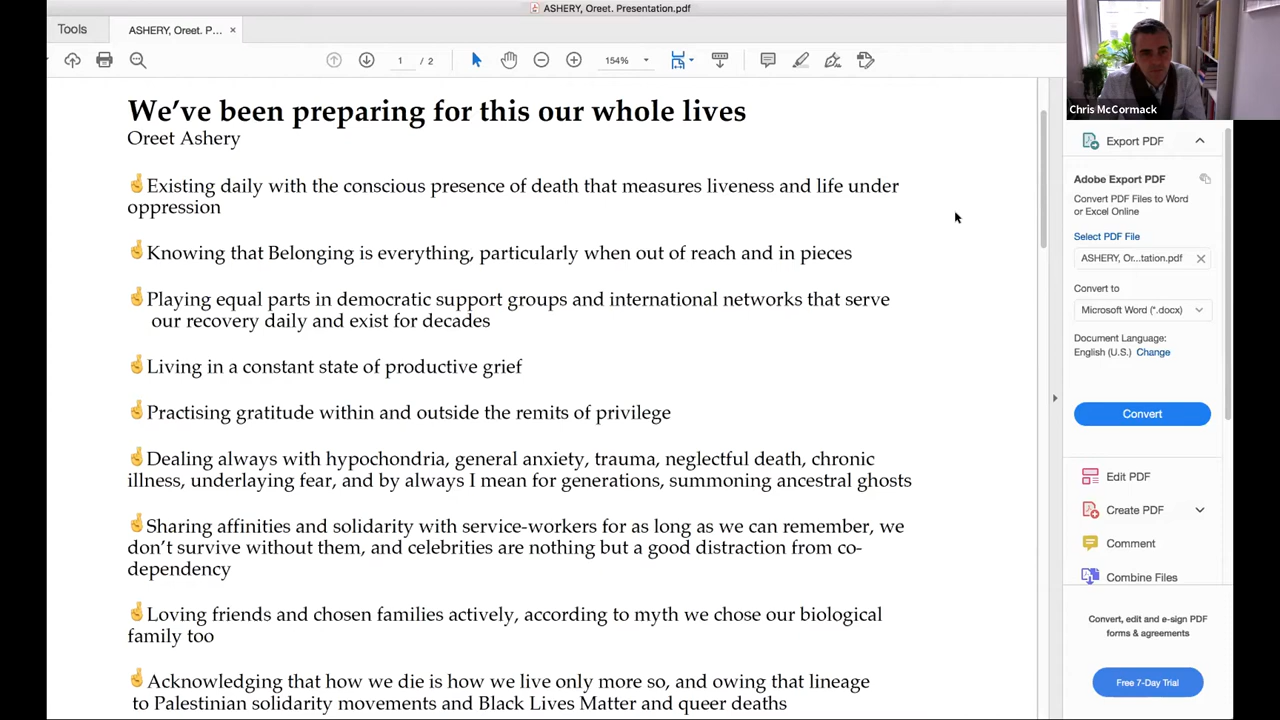 ASHERY, Oreet. Presentation.pdf
Tools
ASHERY, Oreet. P... ×
1 / 2
154%
Chris McCormack
We've been preparing for this our whole lives
Oreet Ashery
☝Existing daily with the conscious presence of death that measures liveness and life under
oppression
☝Knowing that Belonging is everything, particularly when out of reach and in pieces
☝Playing equal parts in democratic support groups and international networks that serve
our recovery daily and exist for decades
☝Living in a constant state of productive grief
☝Practising gratitude within and outside the remits of privilege
☝Dealing always with hypochondria, general anxiety, trauma, neglectful death, chronic
illness, underlaying fear, and by always I mean for generations, summoning ancestral ghosts
☝Sharing affinities and solidarity with service-workers for as long as we can remember, we
don't survive without them, and celebrities are nothing but a good distraction from co-
dependency
☝Loving friends and chosen families actively, according to myth we chose our biological
family too
☝Acknowledging that how we die is how we live only more so, and owing that lineage
to Palestinian solidarity movements and Black Lives Matter and queer deaths
Export PDF
Adobe Export PDF
Convert PDF Files to Word
or Excel Online
Select PDF File
ASHERY, Or...tation.pdf ×
Convert to
Microsoft Word (*.docx)
Document Language:
English (U.S.) Change
Convert
Edit PDF
Create PDF
Comment
Combine Files
Convert, edit and e-sign PDF
forms & agreements
Free 7-Day Trial